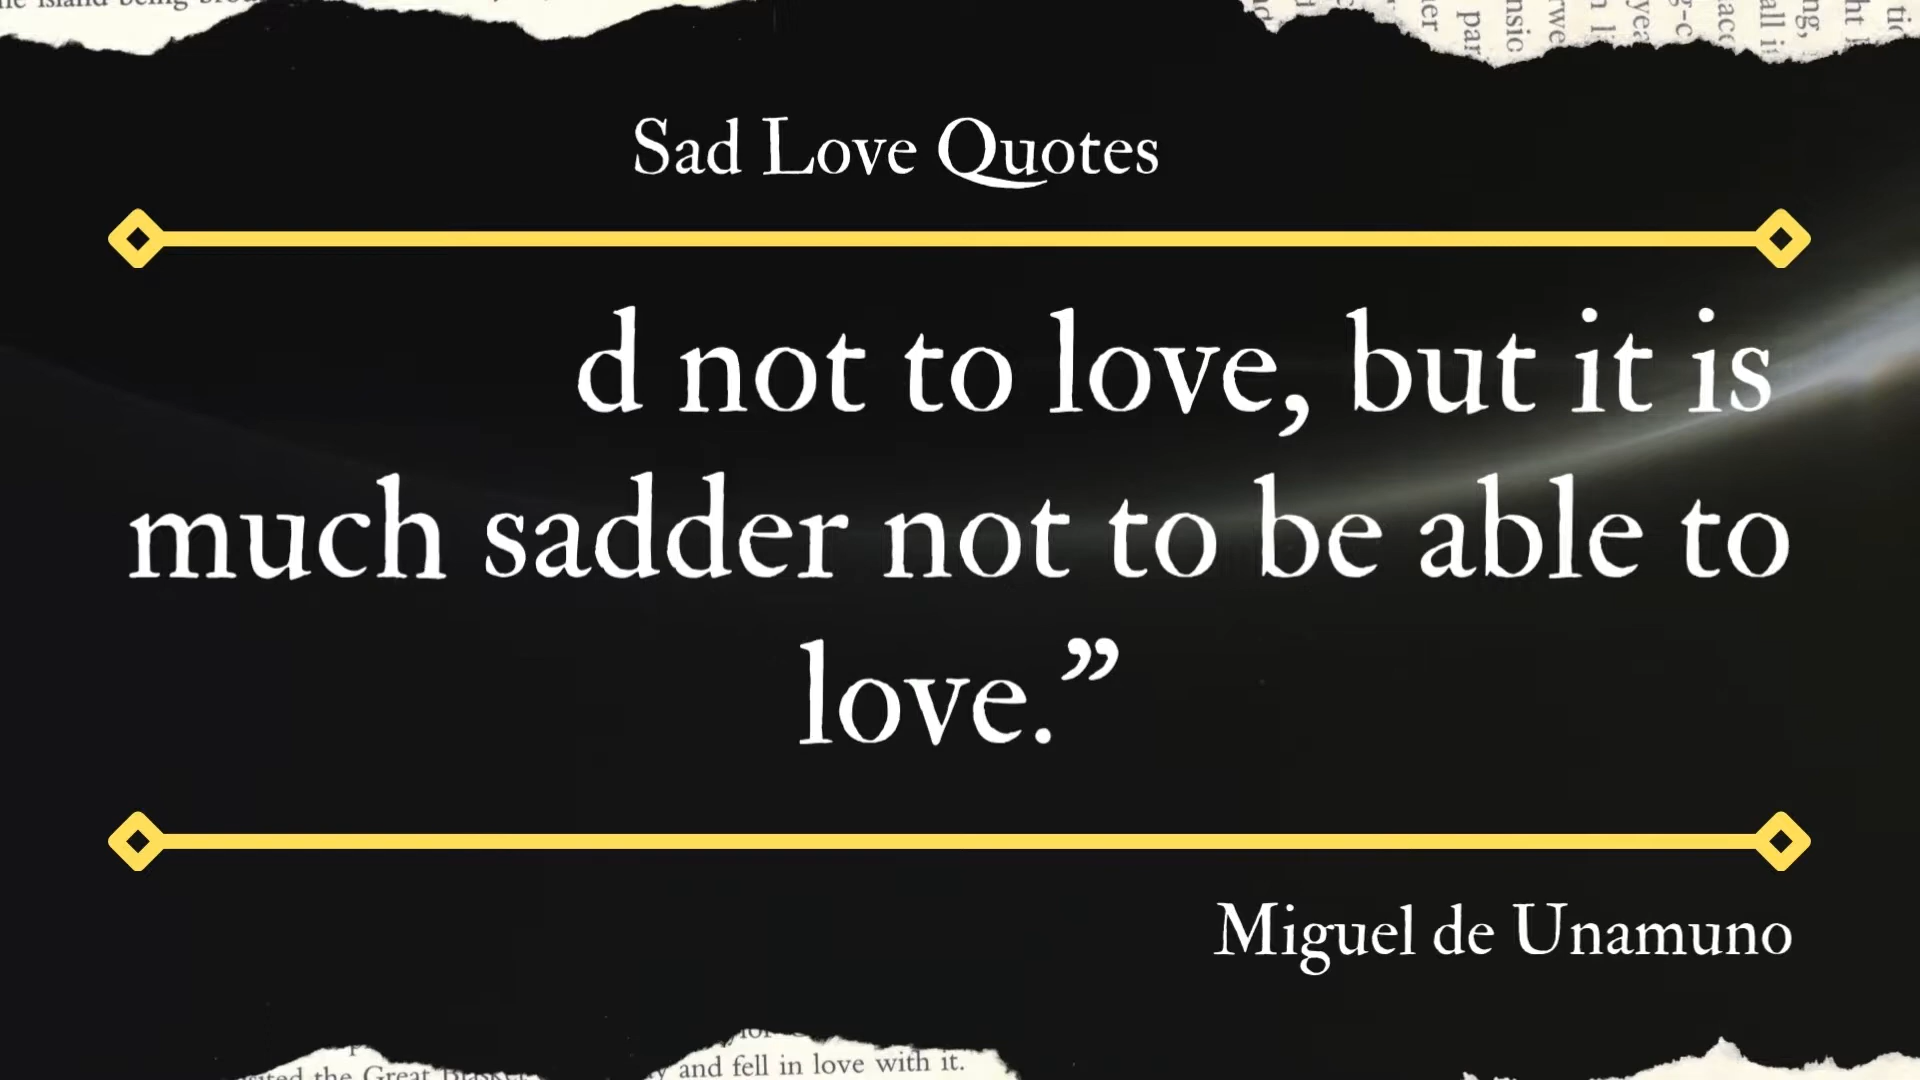 Sad Love Quotes
d not to love, but it is
much sadder not to be able to
love.”
Miguel de Unamuno
and fell in love with it.